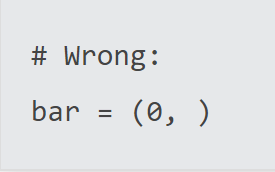 # Wrong:
bar = (0, )